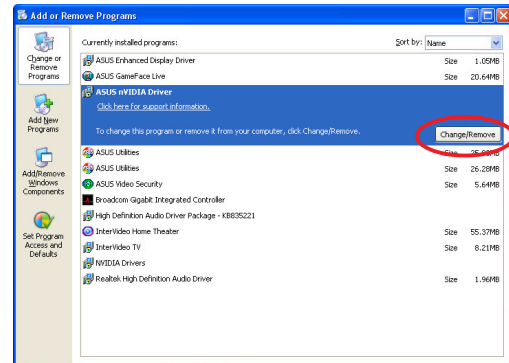 Add or Remove Programs
Change or
Remove
Programs
Add New
Programs
Add/Remove
Windows
Components
Set Program
Access and
Defaults
Currently installed programs:
Sort by: Name
ASUS Enhanced Display Driver Size 1.05MB
ASUS GameFace Live Size 20.64MB
ASUS nVIDIA Driver
Click here for support information.
To change this program or remove it from your computer, click Change/Remove.
Change/Remove
ASUS Utilities Size
ASUS Utilities Size 26.28MB
ASUS Video Security Size 5.64MB
Broadcom Gigabit Integrated Controller
High Definition Audio Driver Package - KB835221
InterVideo Home Theater Size 55.37MB
InterVideo TV Size 8.21MB
NVIDIA Drivers
Realtek High Definition Audio Driver Size 1.96MB